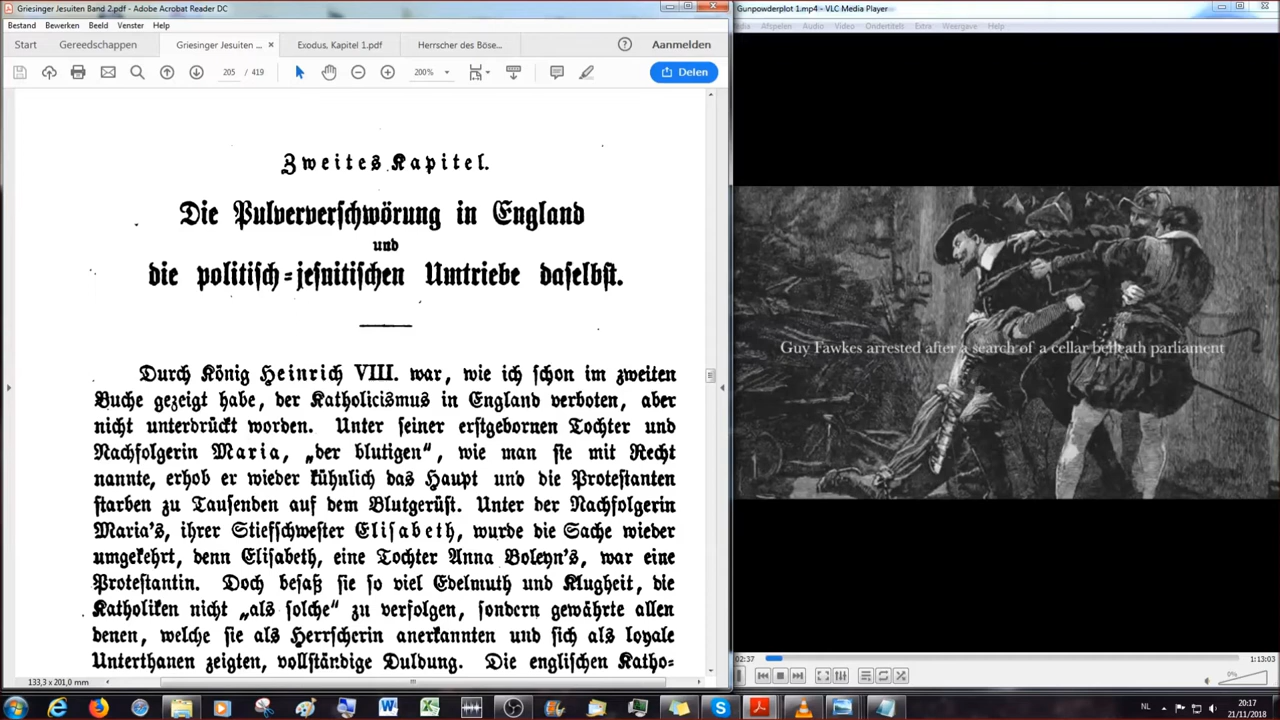 Griesinger Jesuiten Band 2.pdf - Adobe Acrobat Reader DC
Bestand Bewerken Beeld Venster Help
Start Gereedschappen Griesinger Jesuiten ... × Exodus, Kapitel 1.pdf Herrscher des Böse... Aanmelden
205 / 419 200% Delen
Zweites Kapitel.
Die Pulververschwörung in England
und
die politisch-jesuitischen Umtriebe daselbst.
Durch König Heinrich VIII. war, wie ich schon im zweiten
Buche gezeigt habe, der Katholicismus in England verboten, aber
nicht unterdrückt worden. Unter seiner erstgebornen Tochter und
Nachfolgerin Maria, „der blutigen“, wie man sie mit Recht
nannte, erhob er wieder kühnlich das Haupt und die Protestanten
starben zu Tausenden auf dem Blutgerüst. Unter der Nachfolgerin
Maria's, ihrer Stiefschwester Elisabeth, wurde die Sache wieder
umgekehrt, denn Elisabeth, eine Tochter Anna Boleyn's, war eine
Protestantin. Doch besaß sie so viel Edelmuth und Klugheit, die
Katholiken nicht „als solche“ zu verfolgen, sondern gewährte allen
denen, welche sie als Herrscherin anerkannten und sich als loyale
Unterthanen zeigten, vollständige Duldung. Die englischen Katho-
133,3 x 201,0 mm
Gunpowderplot 1.mp4 - VLC Media Player
Afspelen Audio Video Ondertitels Extra Weergave Help
Guy Fawkes arrested after a search of a cellar beneath parliament
02:37 1:13:03
0%
NL 20:17
21/11/2018